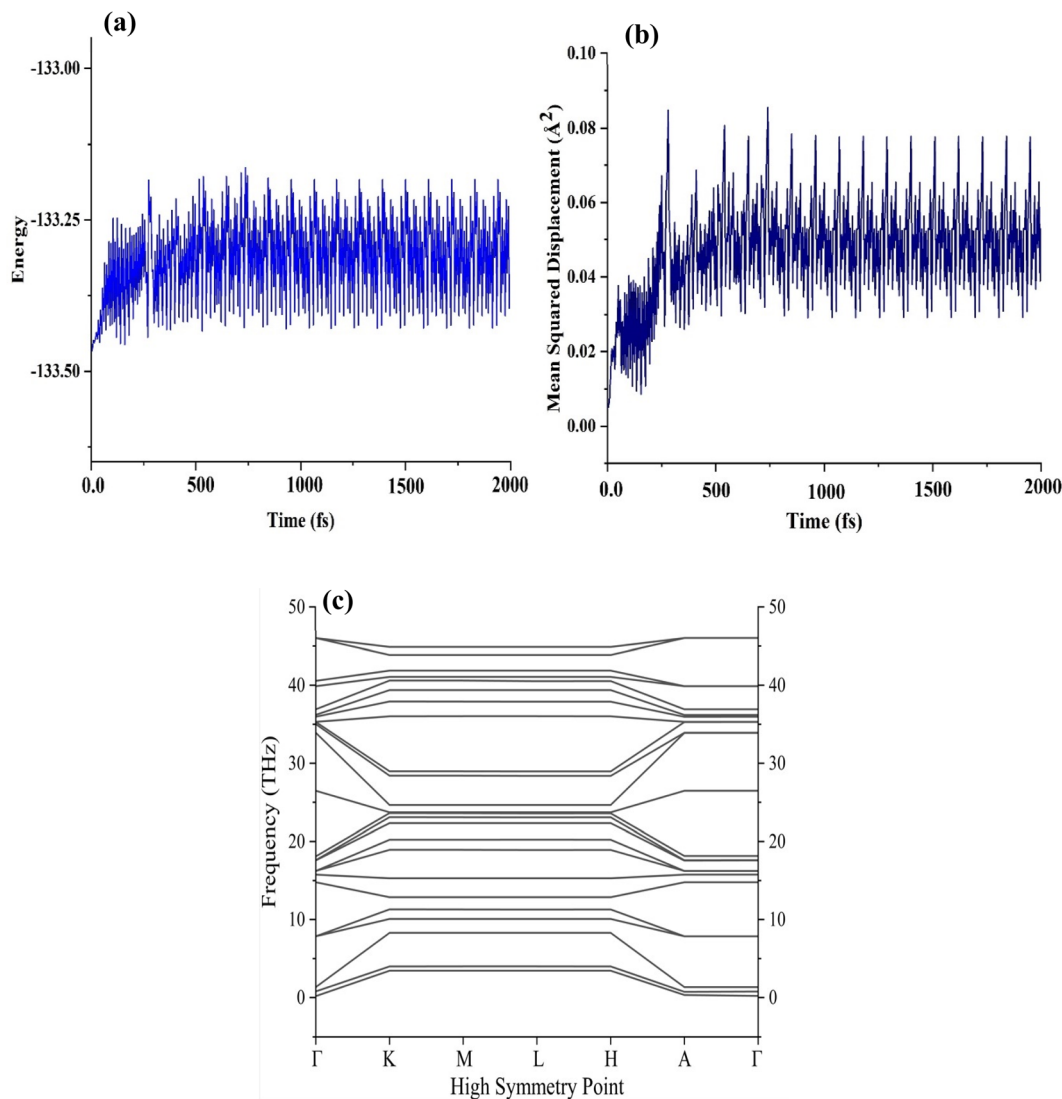 (a)
-133.00
-133.25
-133.50
Energy
0.0 500 1000 1500 2000
Time (fs)
(b)
0.10
0.08
0.06
0.04
0.02
0.00
Mean Squared Displacement (Å²)
0.0 500 1000 1500 2000
Time (fs)
(c)
50 50
40 40
30 30
20 20
10 10
0 0
Frequency (THz)
Γ K M L H A Γ
High Symmetry Point